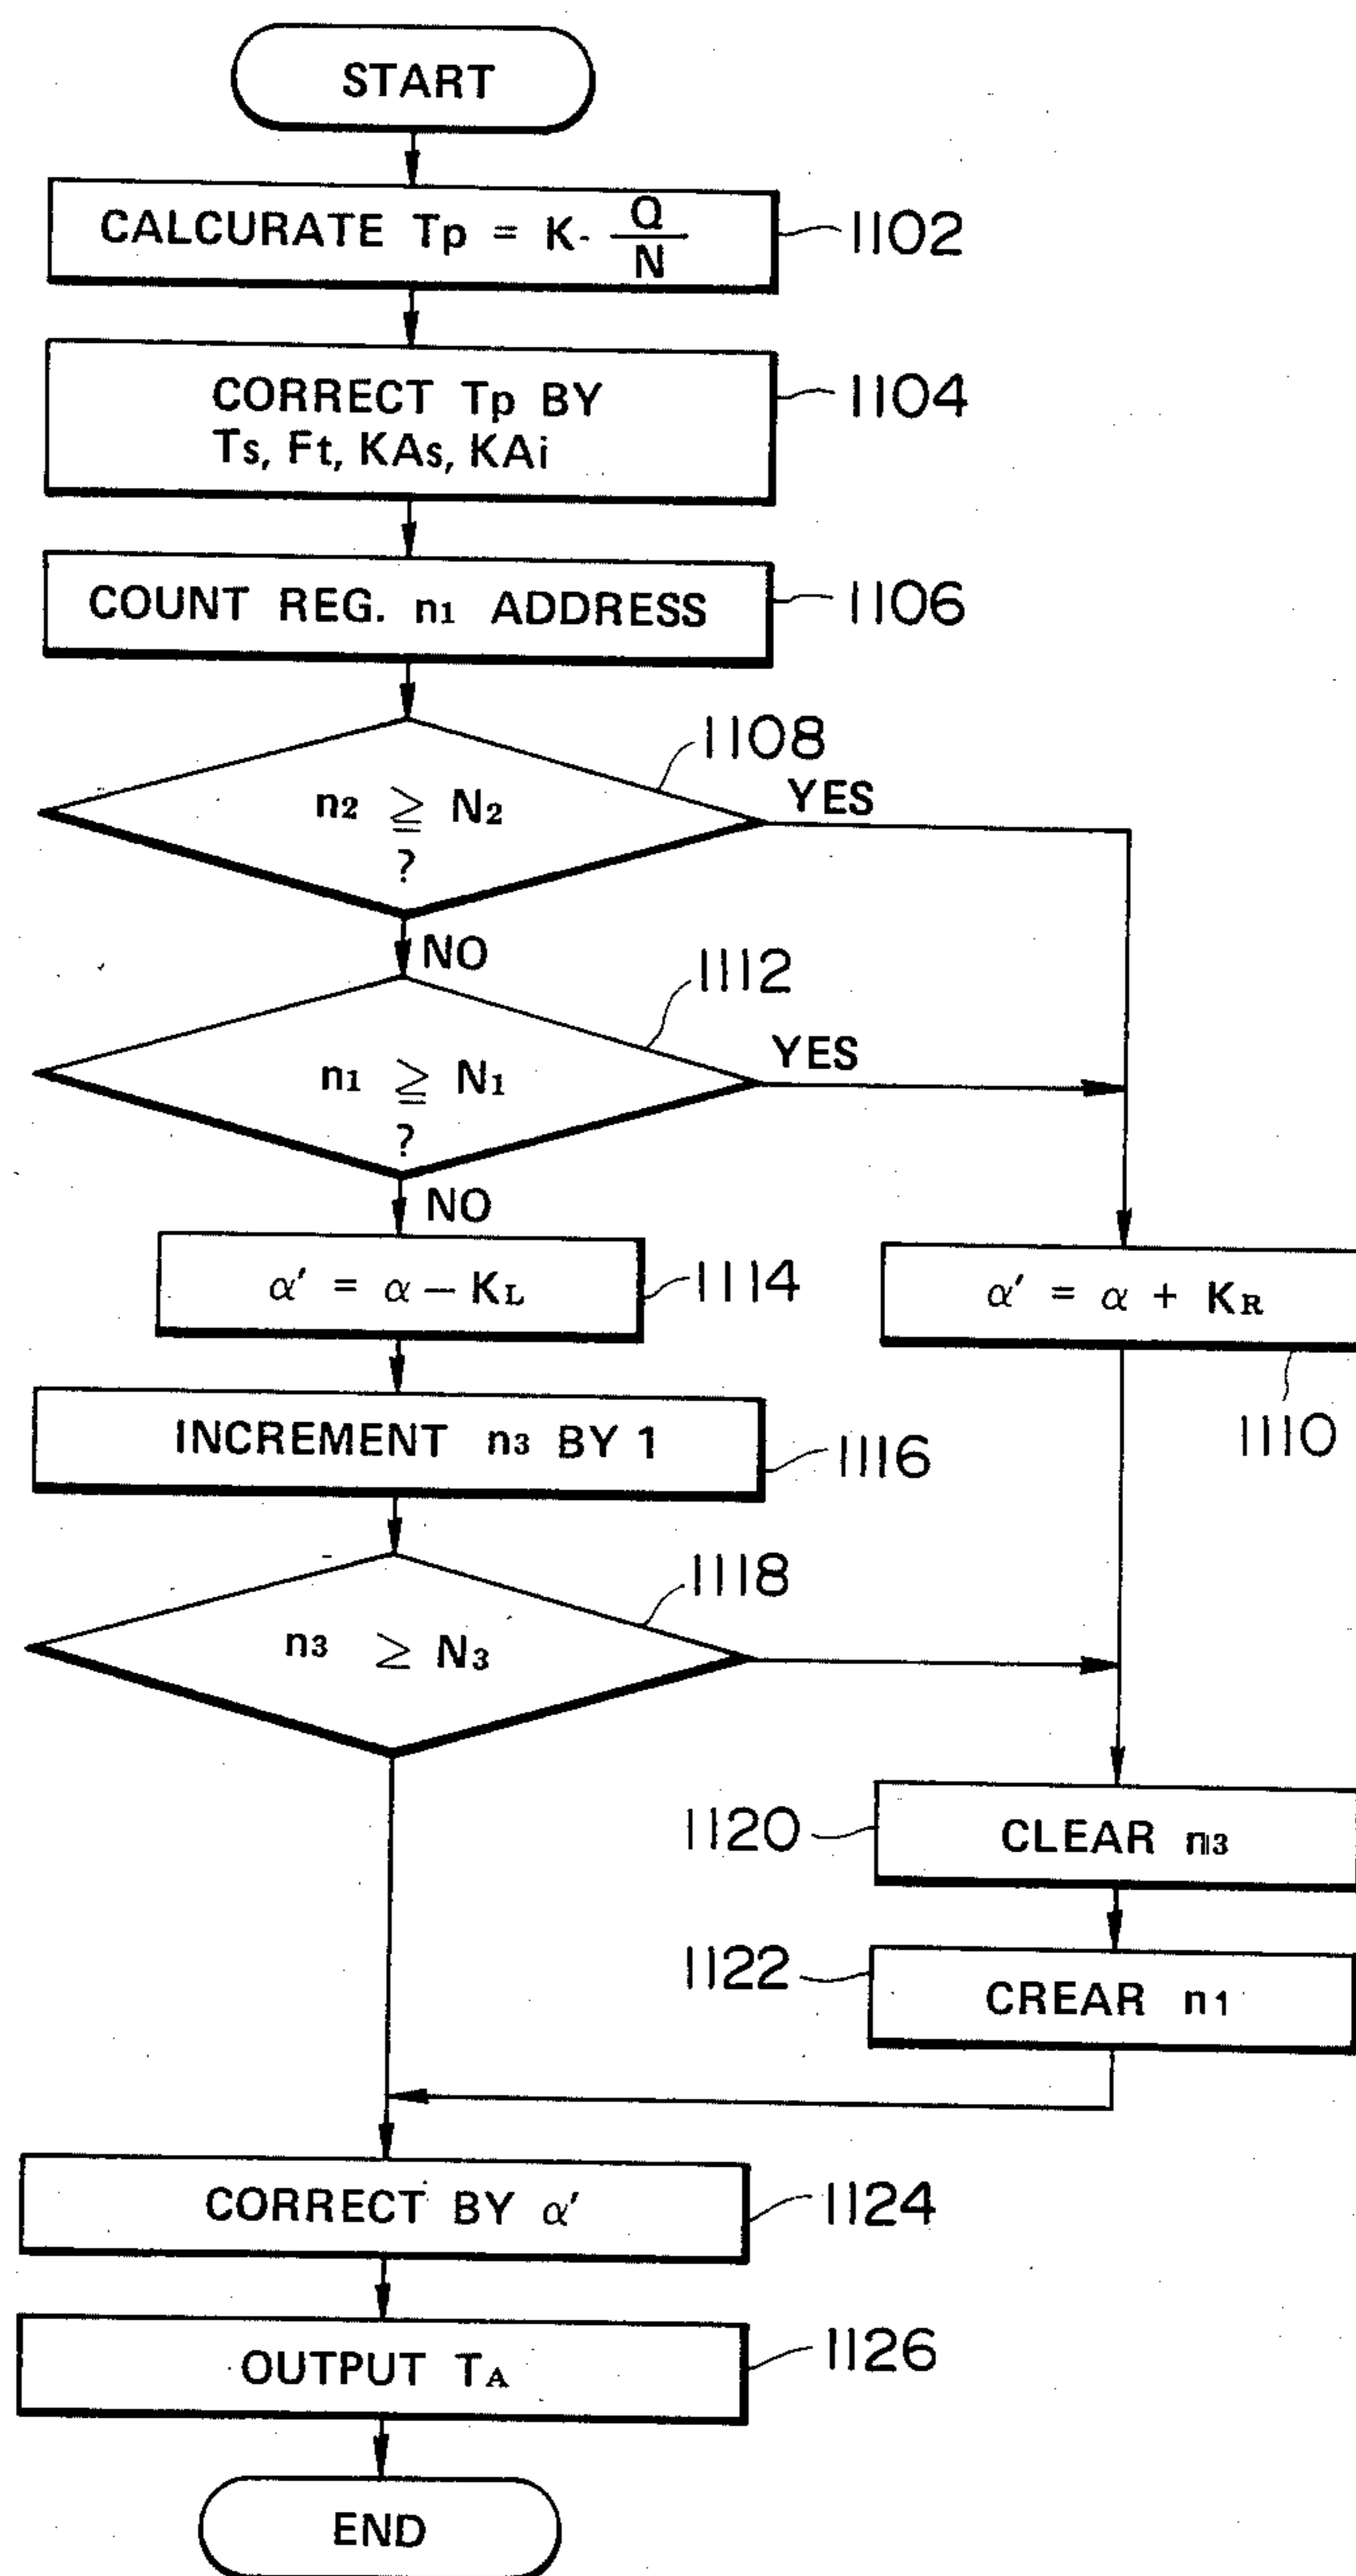 START
CALCURATE Tp = K- Q/N
1102
CORRECT Tp BY
Ts, Ft, KAs, KAi
1104
COUNT REG. n1 ADDRESS
1106
1108
n2 ≧ N2
?
YES
NO
1112
n1 ≧ N1
?
YES
NO
α' = α − KL
1114
α' = α + KR
1110
INCREMENT n3 BY 1
1116
1118
n3 ≥ N3
1120
CLEAR n3
1122
CREAR n1
CORRECT BY α'
1124
OUTPUT TA
1126
END